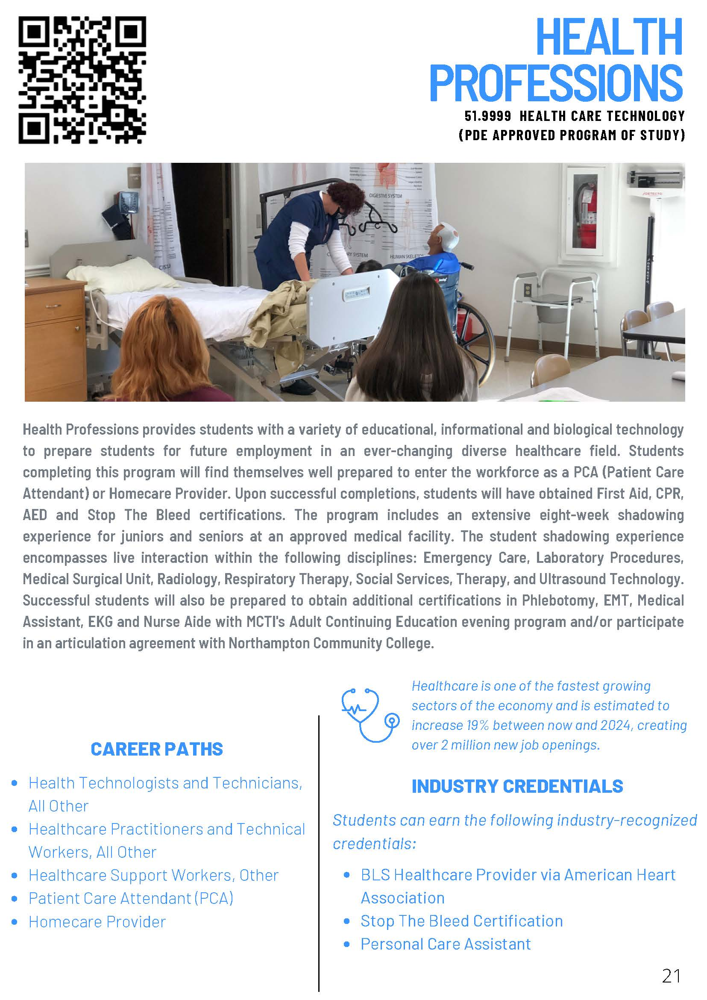 HEALTH
PROFESSIONS
51.9999 HEALTH CARE TECHNOLOGY
(PDE APPROVED PROGRAM OF STUDY)
DIGESTIVE SYSTEM
RY SYSTEM
HUMAN SKELETO
DETECTO
DETECTO
Health Professions provides students with a variety of educational, informational and biological technology
to prepare students for future employment in an ever-changing diverse healthcare field. Students
completing this program will find themselves well prepared to enter the workforce as a PCA (Patient Care
Attendant) or Homecare Provider. Upon successful completions, students will have obtained First Aid, CPR,
AED and Stop The Bleed certifications. The program includes an extensive eight-week shadowing
experience for juniors and seniors at an approved medical facility. The student shadowing experience
encompasses live interaction within the following disciplines: Emergency Care, Laboratory Procedures,
Medical Surgical Unit, Radiology, Respiratory Therapy, Social Services, Therapy, and Ultrasound Technology.
Successful students will also be prepared to obtain additional certifications in Phlebotomy, EMT, Medical
Assistant, EKG and Nurse Aide with MCTI's Adult Continuing Education evening program and/or participate
in an articulation agreement with Northampton Community College.
CAREER PATHS
Health Technologists and Technicians,
All Other
Healthcare Practitioners and Technical
Workers, All Other
Healthcare Support Workers, Other
Patient Care Attendant (PCA)
Homecare Provider
Healthcare is one of the fastest growing
sectors of the economy and is estimated to
increase 19% between now and 2024, creating
over 2 million new job openings.
INDUSTRY CREDENTIALS
Students can earn the following industry-recognized
credentials:
BLS Healthcare Provider via American Heart
Association
Stop The Bleed Certification
Personal Care Assistant
21